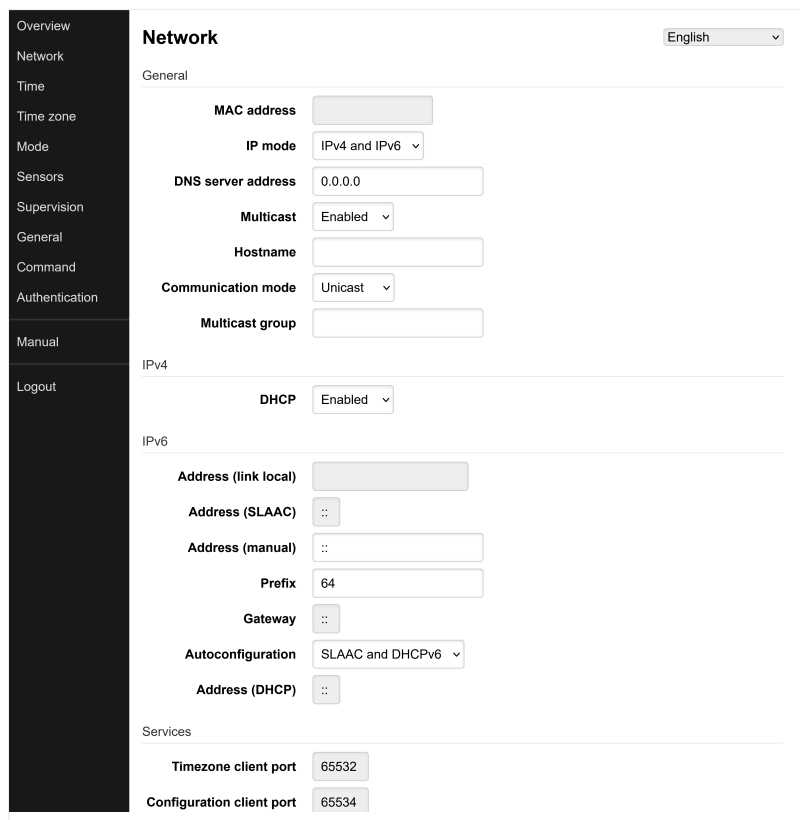 Overview
Network
Time
Time zone
Mode
Sensors
Supervision
General
Command
Authentication
Manual
Logout
Network
English
General
MAC address
IP mode IPv4 and IPv6
DNS server address 0.0.0.0
Multicast Enabled
Hostname
Communication mode Unicast
Multicast group
IPv4
DHCP Enabled
IPv6
Address (link local)
Address (SLAAC) ::
Address (manual) ::
Prefix 64
Gateway ::
Autoconfiguration SLAAC and DHCPv6
Address (DHCP) ::
Services
Timezone client port 65532
Configuration client port 65534